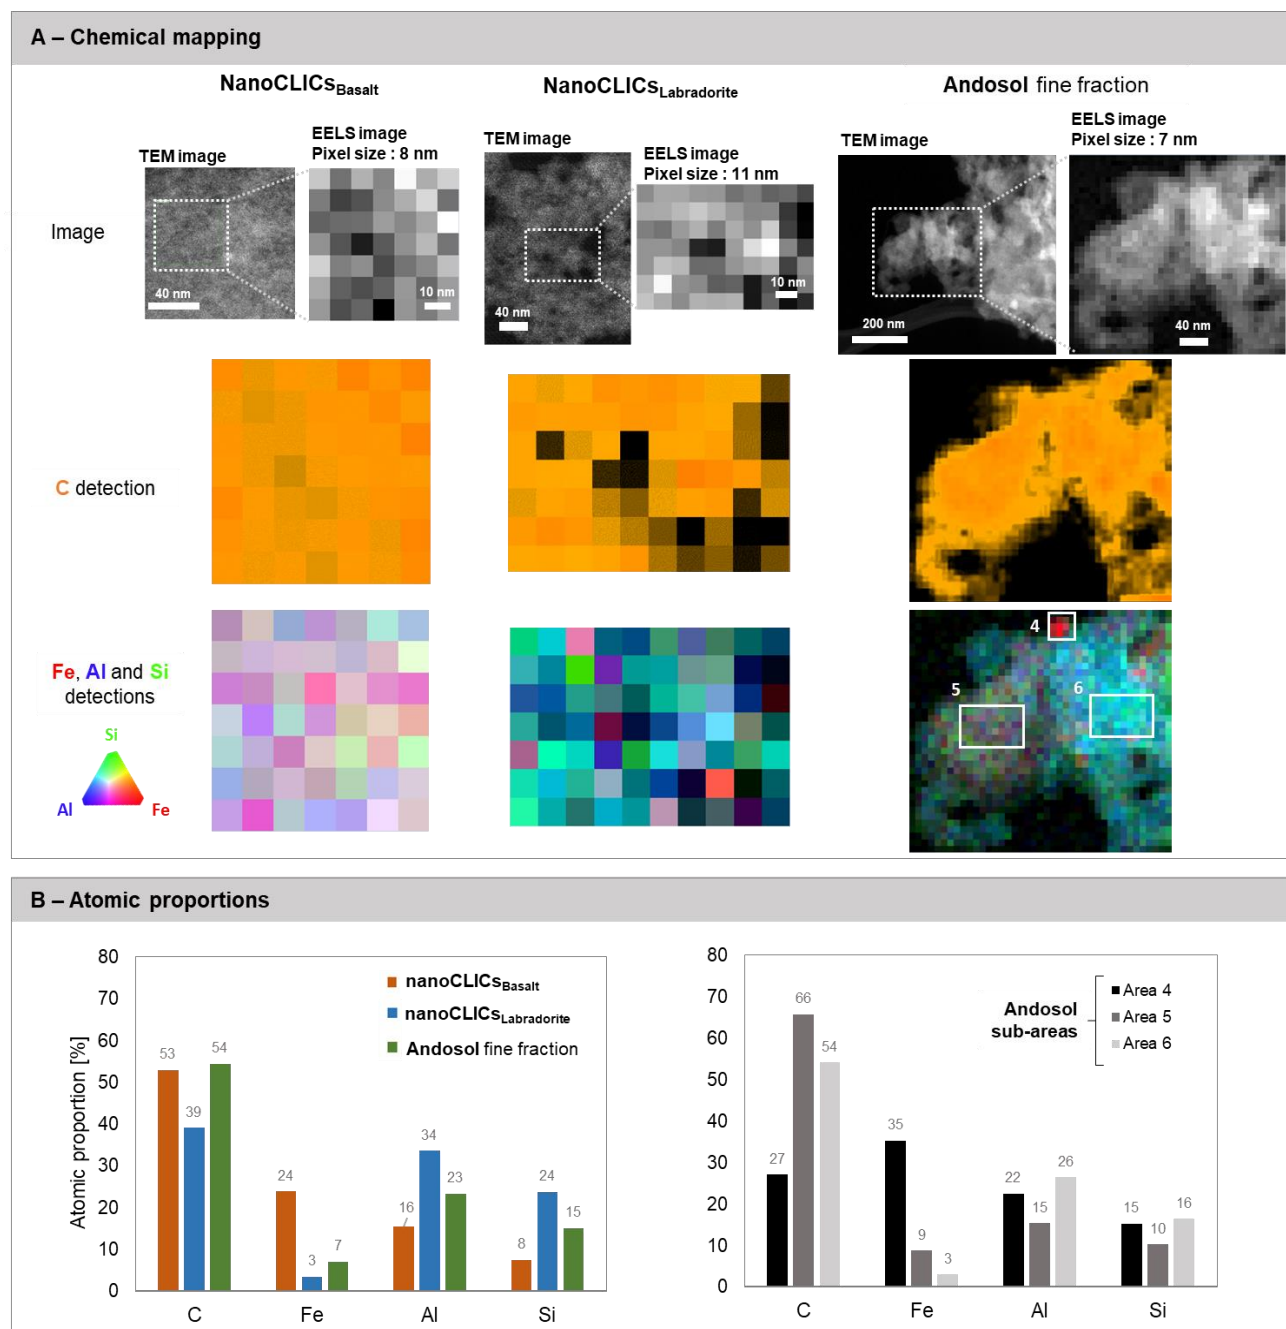 A – Chemical mapping
NanoCLICsBasalt
NanoCLICsLabradorite
Andosol fine fraction
TEM image
EELS image
Pixel size : 8 nm
TEM image
EELS image
Pixel size : 11 nm
TEM image
EELS image
Pixel size : 7 nm
Image
40 nm
10 nm
40 nm
10 nm
200 nm
40 nm
C detection
Fe, Al and Si
detections
Si
Al
Fe
4
5
6
B – Atomic proportions
Atomic proportion [%]
80
70
60
50
40
30
20
10
0
nanoCLICsBasalt
nanoCLICsLabradorite
Andosol fine fraction
53
39
54
24
3
7
16
34
23
8
24
15
C
Fe
Al
Si
80
70
60
50
40
30
20
10
0
Andosol
sub-areas
Area 4
Area 5
Area 6
27
66
54
35
9
3
22
15
26
15
10
16
C
Fe
Al
Si